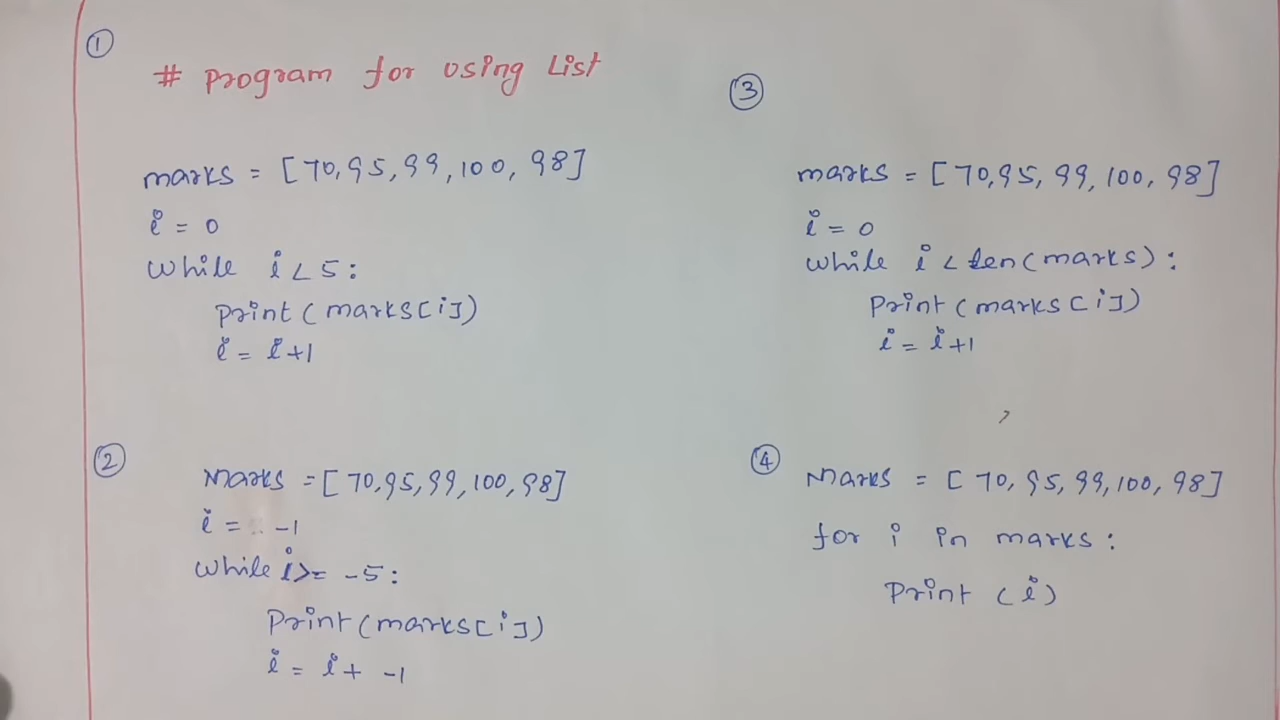 ①
# program for using List
marks = [70, 95, 99, 100, 98]
i = 0
while i < 5:
print(marks[i])
i = i+1
②
marks = [70, 95, 99, 100, 98]
i = -1
while i >= -5:
print(marks[i])
i = i + -1
③
marks = [70, 95, 99, 100, 98]
i = 0
while i < len(marks):
print(marks[i])
i = i+1
④
marks = [70, 95, 99, 100, 98]
for i in marks:
print(i)